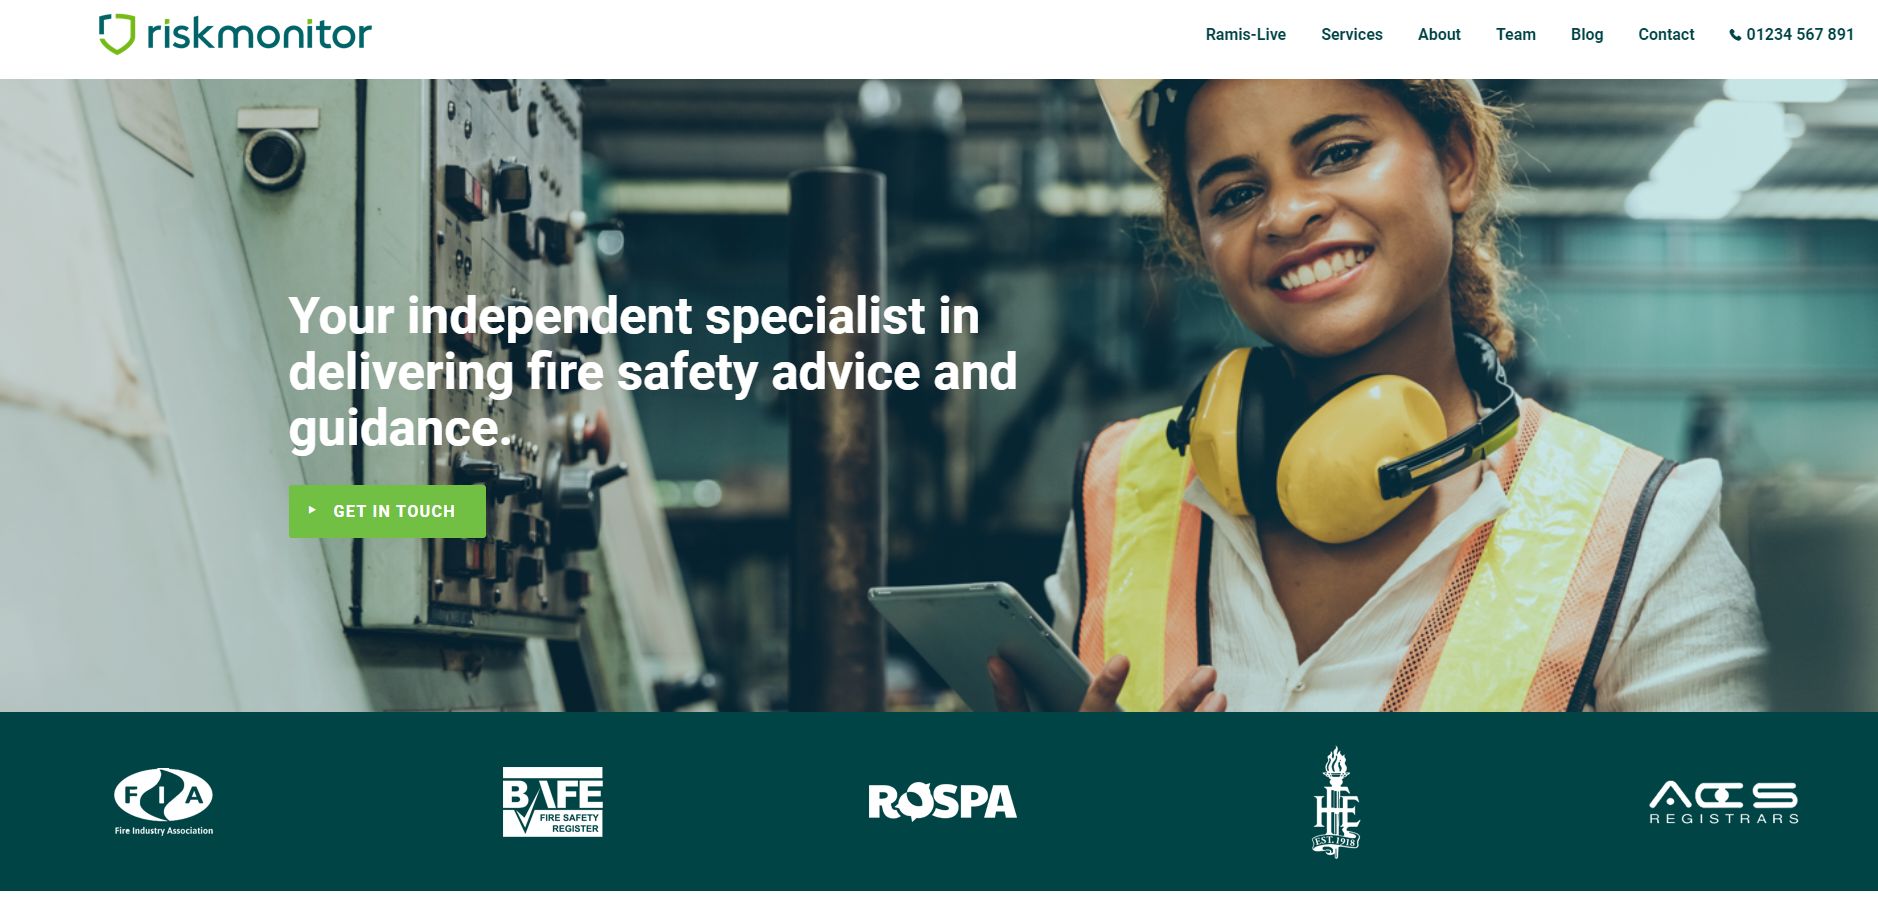 riskmonitor
Ramis-Live Services About Team Blog Contact 01234 567 891
Your independent specialist in
delivering fire safety advice and
guidance.
GET IN TOUCH
FIA
Fire Industry Association
BAFE
FIRE SAFETY
REGISTER
ROSPA
IFE
EST. 1918
ACS
REGISTRARS